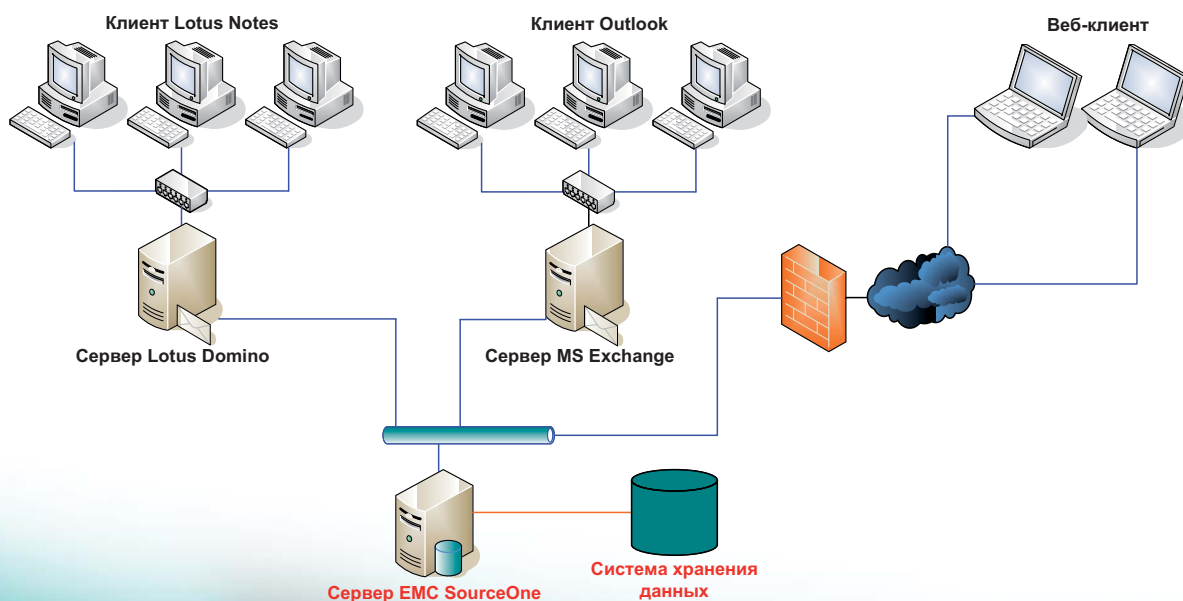 Клиент Lotus Notes
Клиент Outlook
Веб-клиент
Сервер Lotus Domino
Сервер MS Exchange
Сервер EMC SourceOne
Система хранения
данных